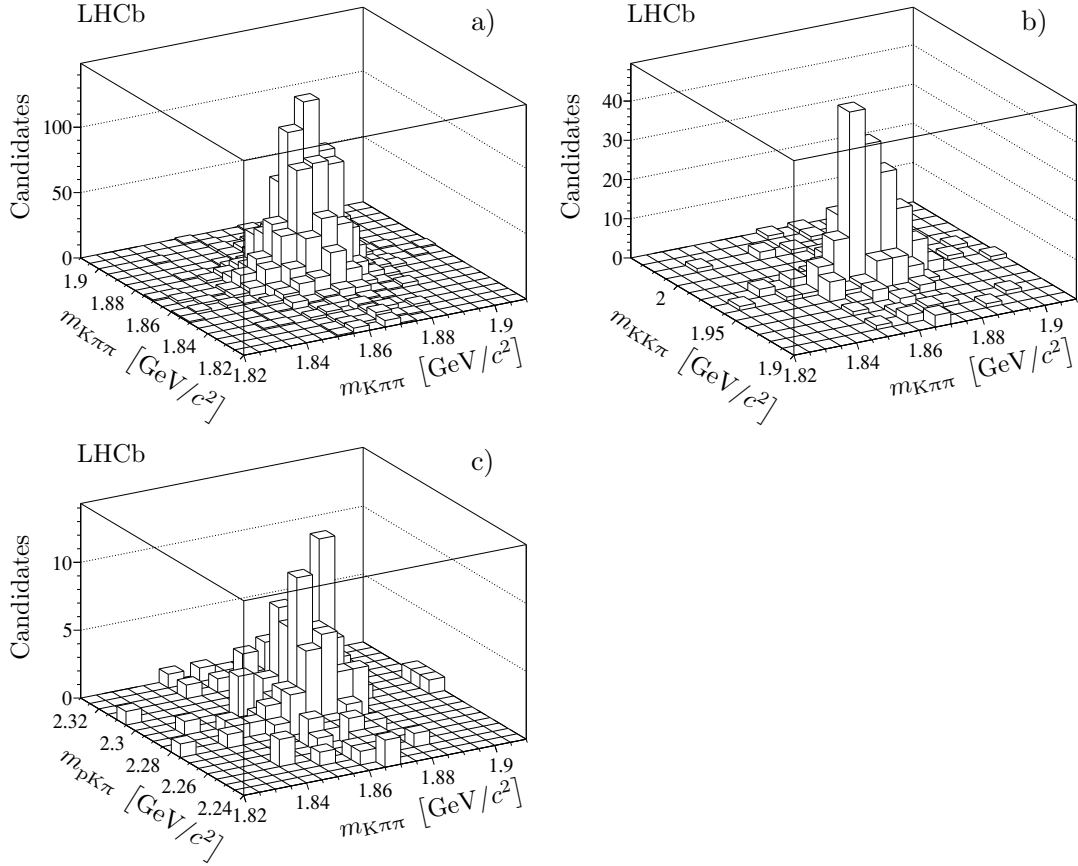 LHCb
a)
Candidates
100
50
0
1.9
1.88
1.86
1.84
1.82
mKππ [GeV/c²]
1.82
1.84
1.86
1.88
1.9
mKππ [GeV/c²]
LHCb
b)
Candidates
40
30
20
10
0
2
1.95
1.9
mKKπ [GeV/c²]
1.82
1.84
1.86
1.88
1.9
mKππ [GeV/c²]
LHCb
c)
Candidates
10
5
0
2.32
2.3
2.28
2.26
2.24
mpKπ [GeV/c²]
1.82
1.84
1.86
1.88
1.9
mKππ [GeV/c²]